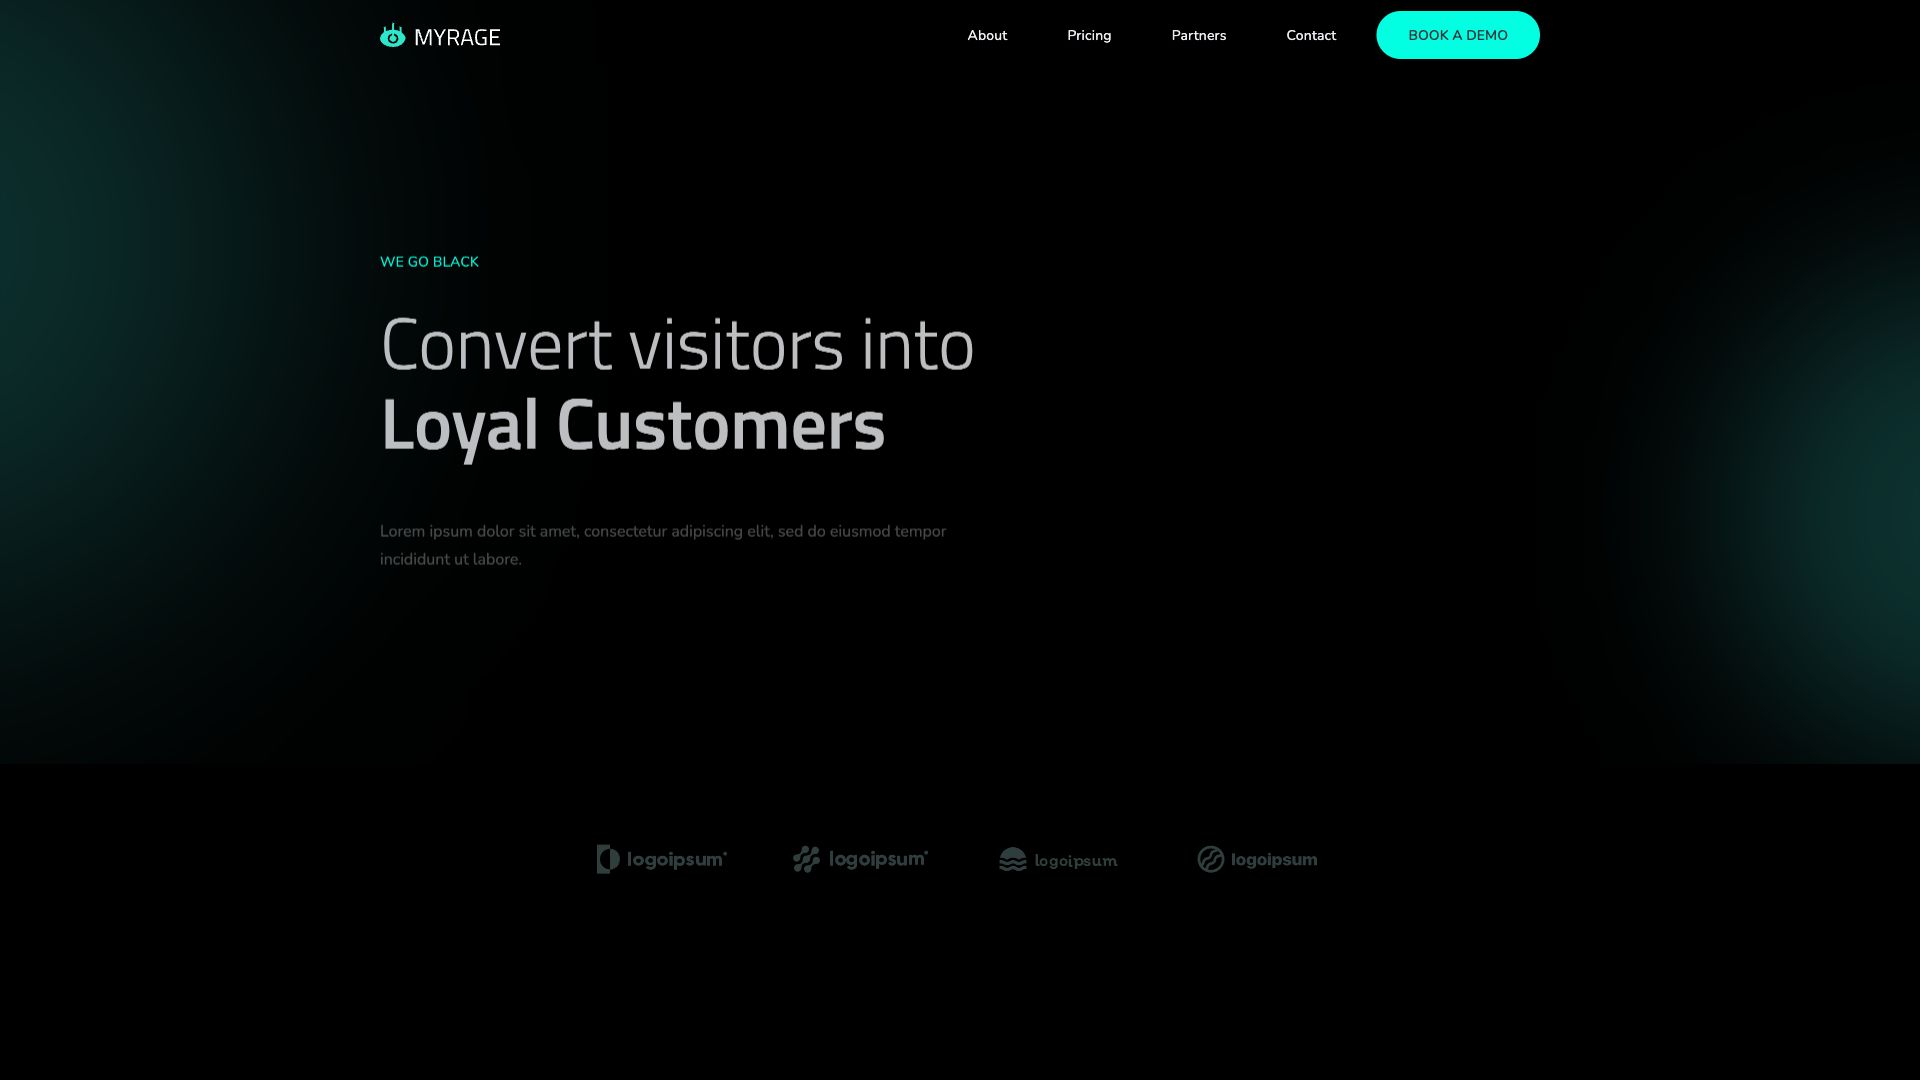 MYRAGE
About
Pricing
Partners
Contact
BOOK A DEMO
WE GO BLACK
Convert visitors into
Loyal Customers
Lorem ipsum dolor sit amet, consectetur adipiscing elit, sed do eiusmod tempor
incididunt ut labore.
logoipsum
logoipsum
logoipsum
logoipsum